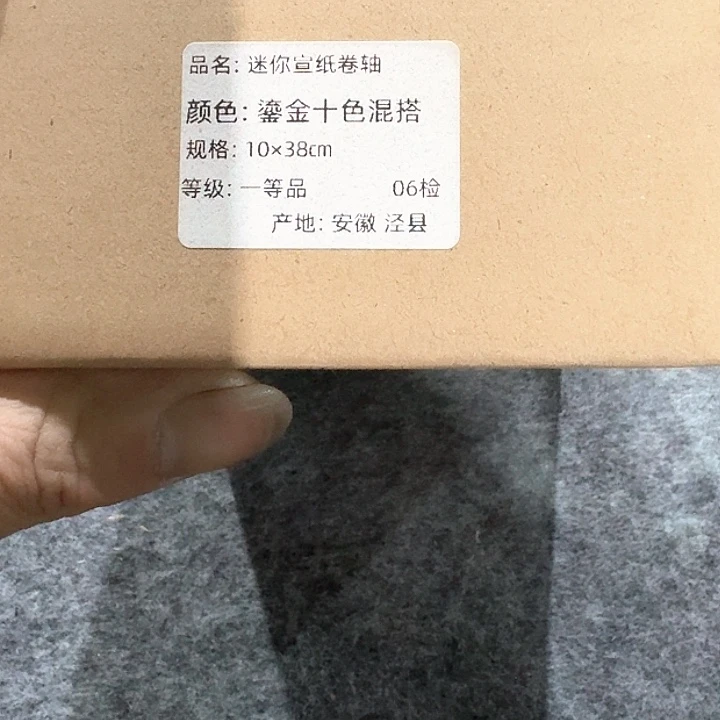 品名: 迷你宣纸卷轴
颜色: 鎏金十色混搭
规格: 10×38cm
等级: 一等品 06检
产地: 安徽 泾县